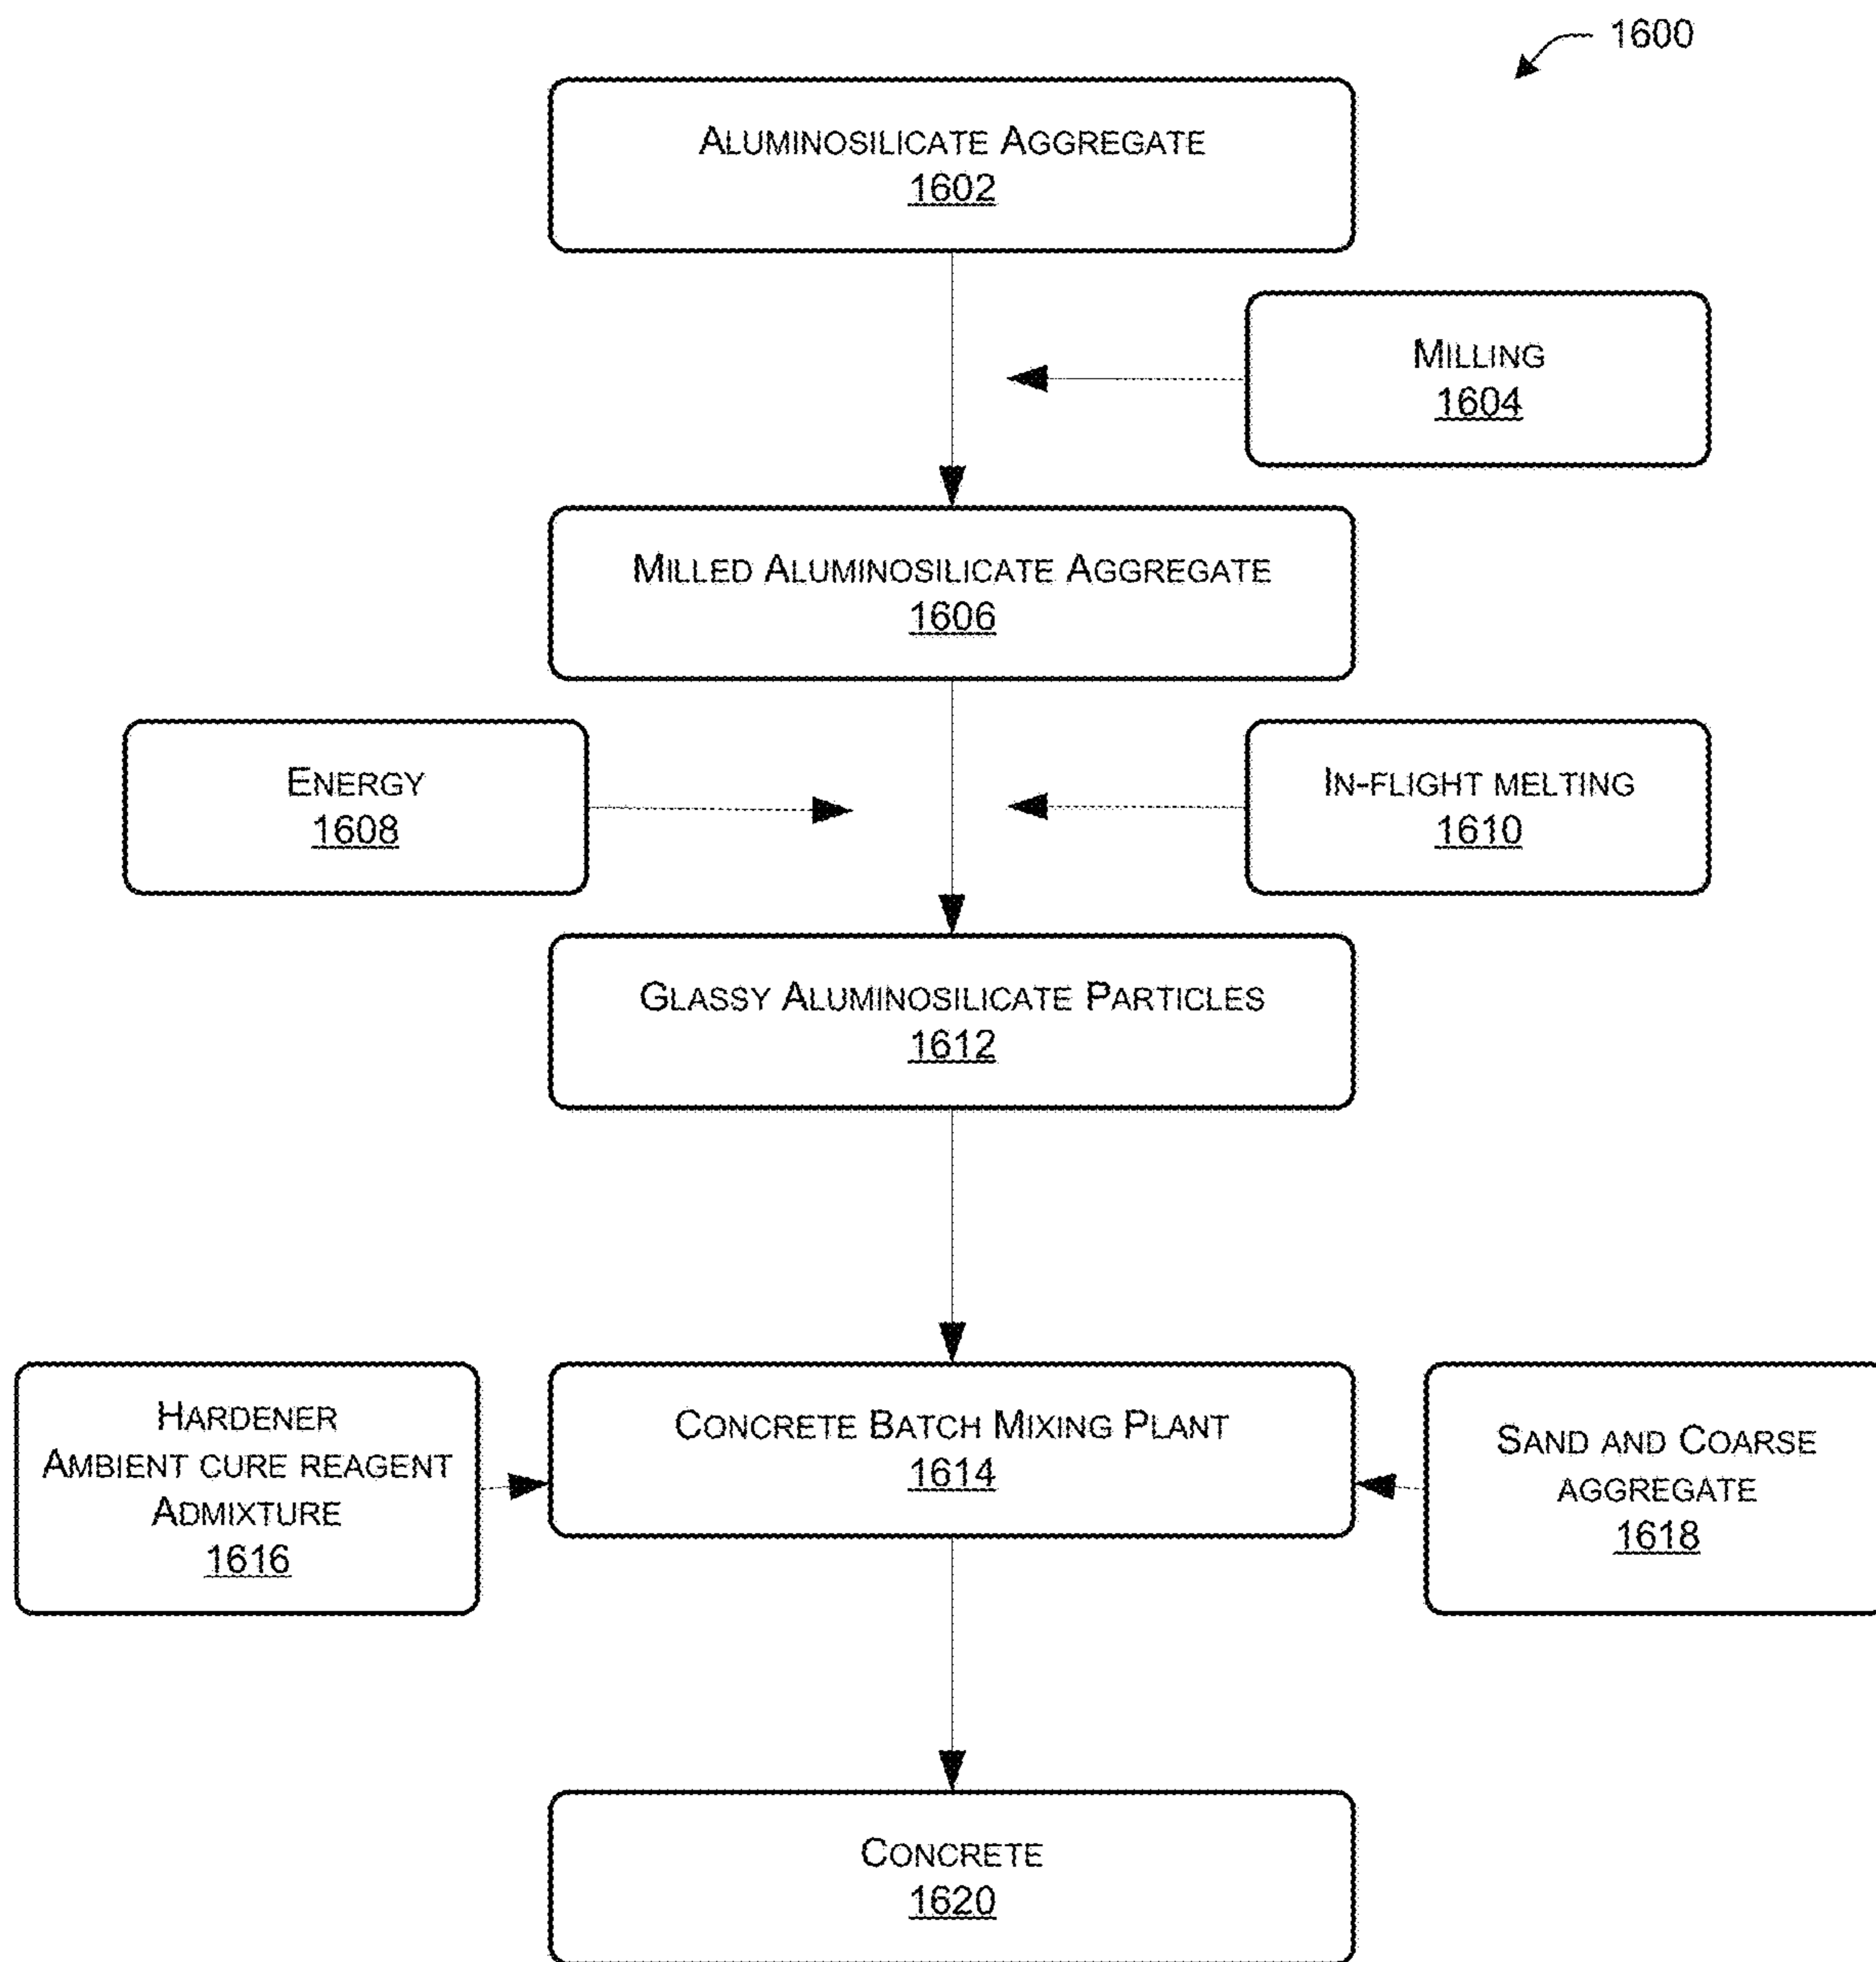 1600
ALUMINOSILICATE AGGREGATE
1602
MILLING
1604
MILLED ALUMINOSILICATE AGGREGATE
1606
ENERGY
1608
IN-FLIGHT MELTING
1610
GLASSY ALUMINOSILICATE PARTICLES
1612
CONCRETE BATCH MIXING PLANT
1614
HARDENER
AMBIENT CURE REAGENT
ADMIXTURE
1616
SAND AND COARSE
AGGREGATE
1618
CONCRETE
1620